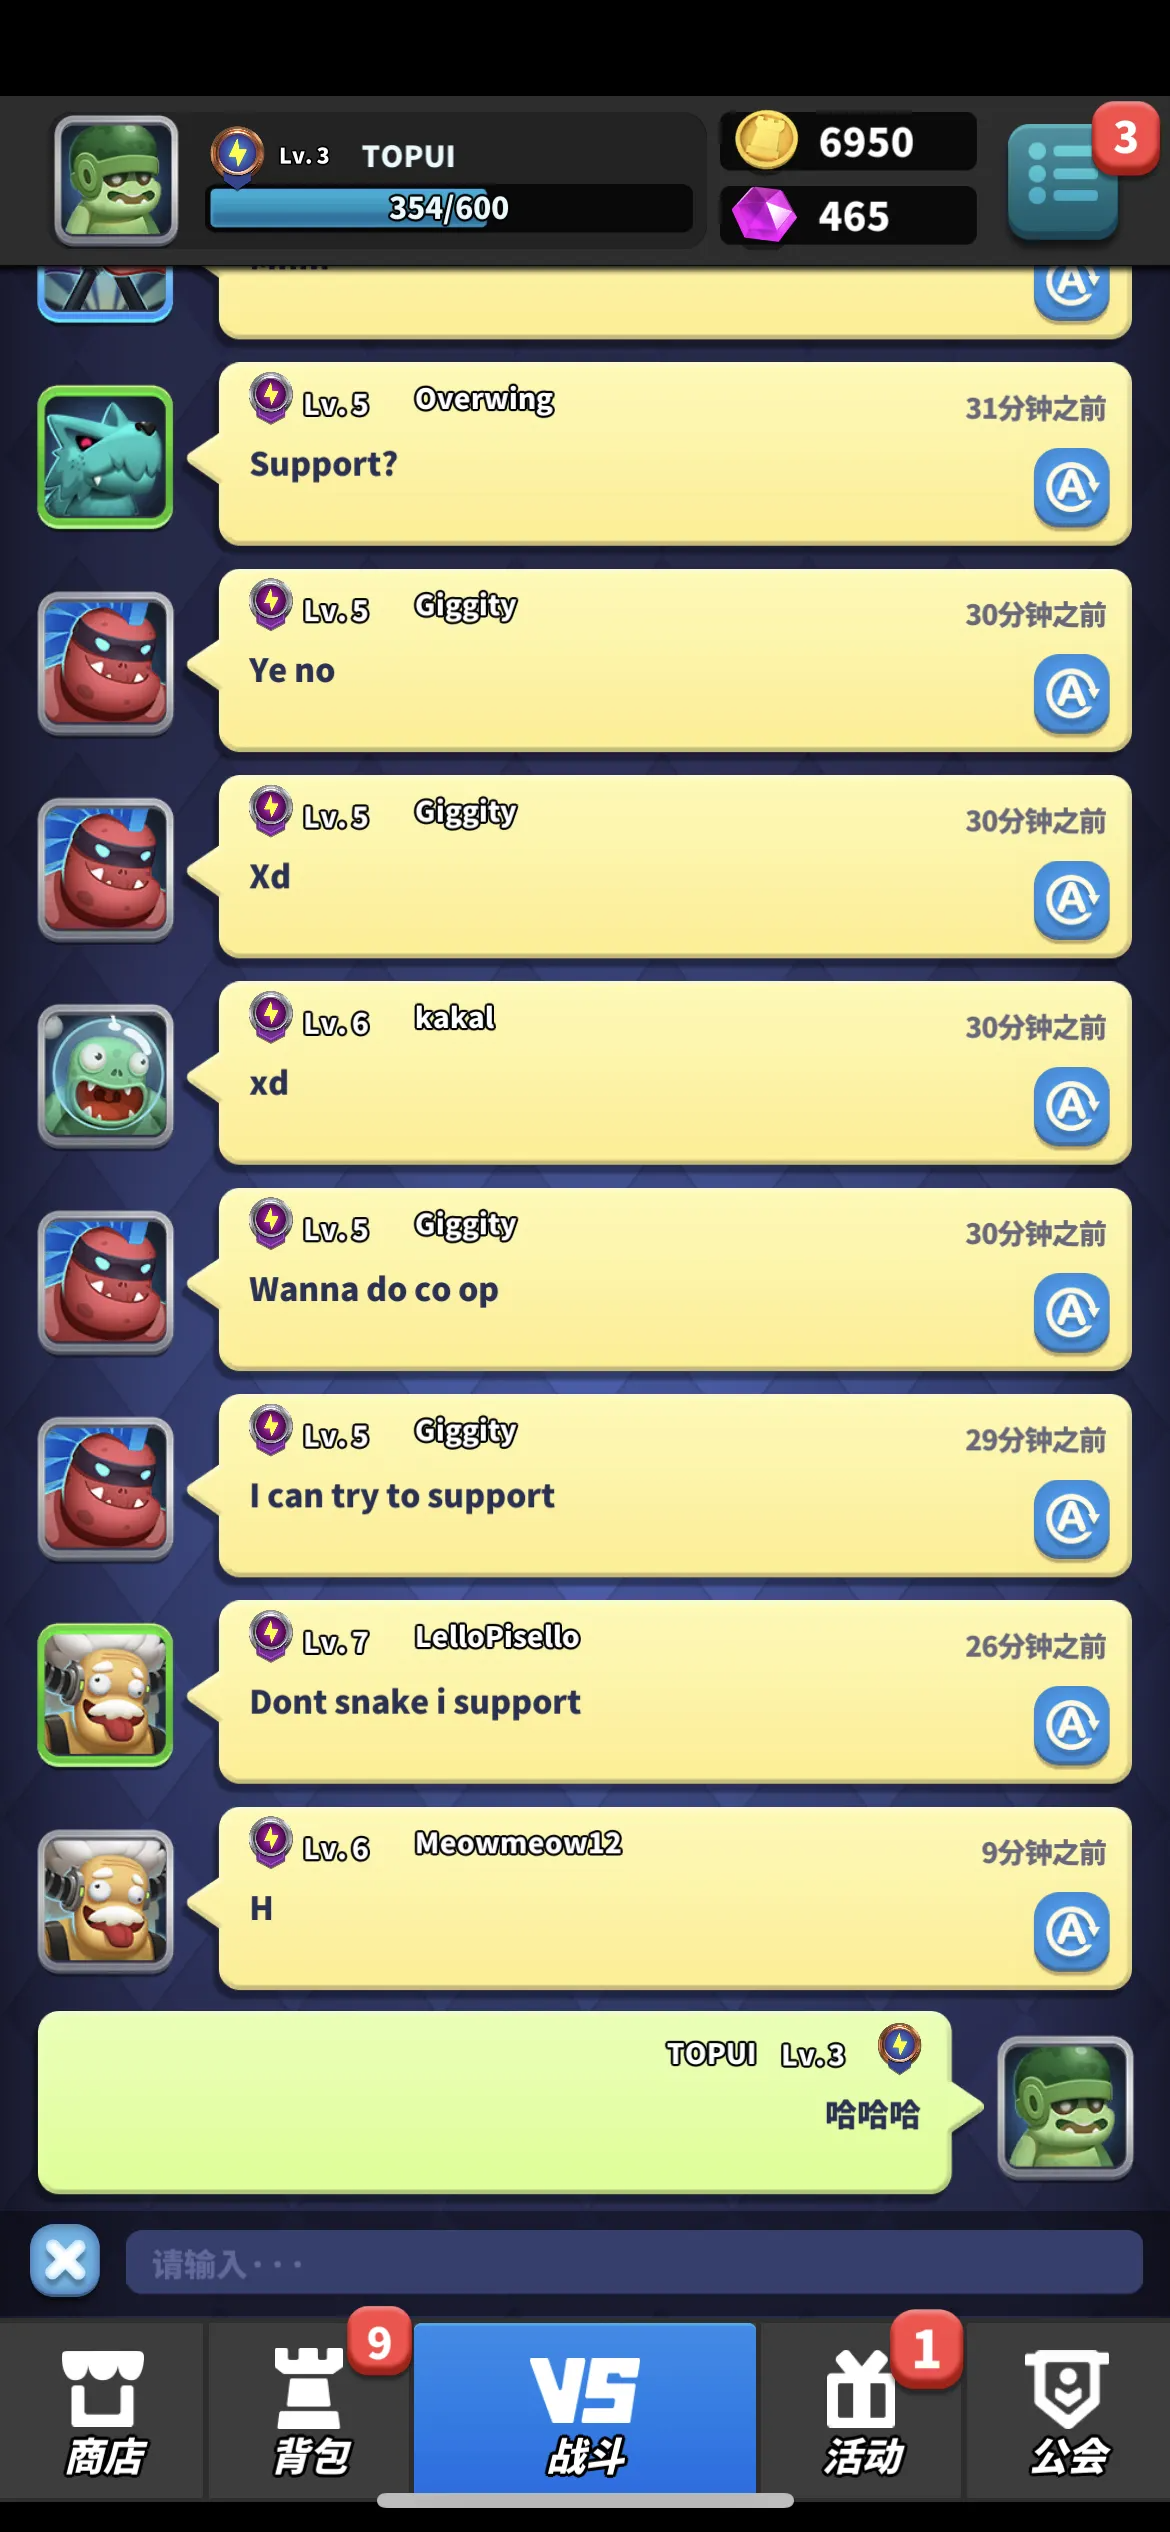 Lv.3 TOPUI
354/600
6950
465
3
Lv.5 Overwing 31分钟之前
Support?
Lv.5 Giggity 30分钟之前
Ye no
Lv.5 Giggity 30分钟之前
Xd
Lv.6 kakal 30分钟之前
xd
Lv.5 Giggity 30分钟之前
Wanna do co op
Lv.5 Giggity 29分钟之前
I can try to support
Lv.7 LelloPisello 26分钟之前
Dont snake i support
Lv.6 Meowmeow12 9分钟之前
H
TOPUI Lv.3
哈哈哈
请输入···
9
1
VS
商店 背包 战斗 活动 公会